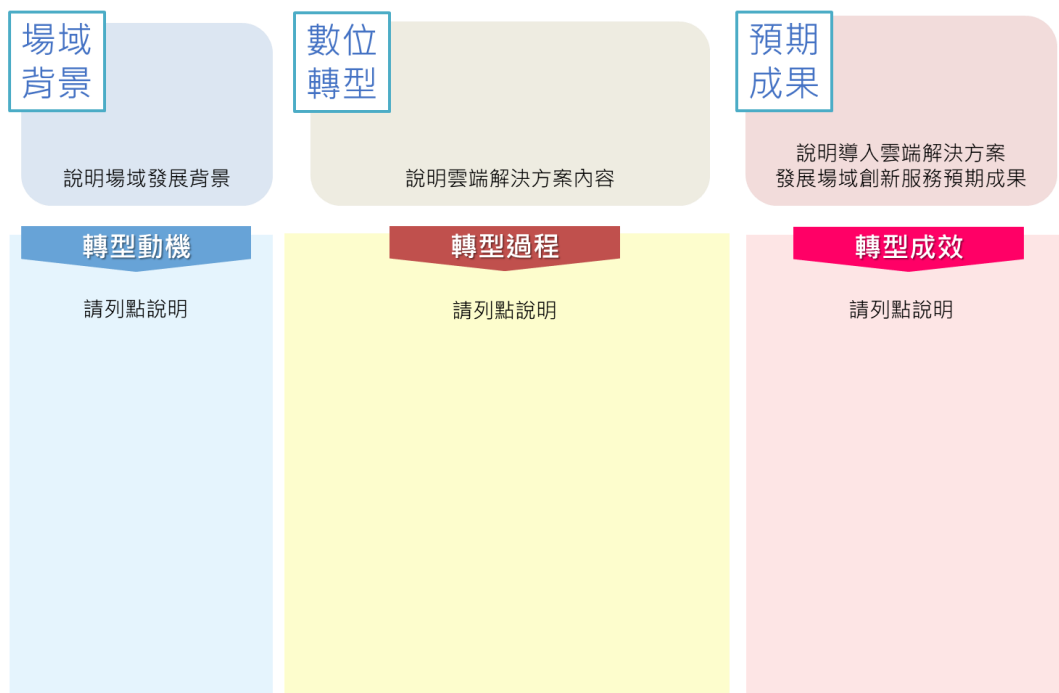 場域
背景
說明場域發展背景
轉型動機
請列點說明
數位
轉型
說明雲端解決方案內容
轉型過程
請列點說明
預期
成果
說明導入雲端解決方案
發展場域創新服務預期成果
轉型成效
請列點說明